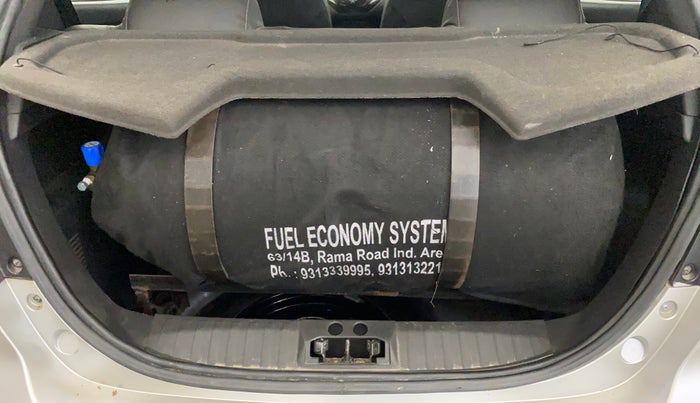 FUEL ECONOMY SYSTEM
63/14B, Rama Road Ind. Are
Ph. : 9313339995, 931313221